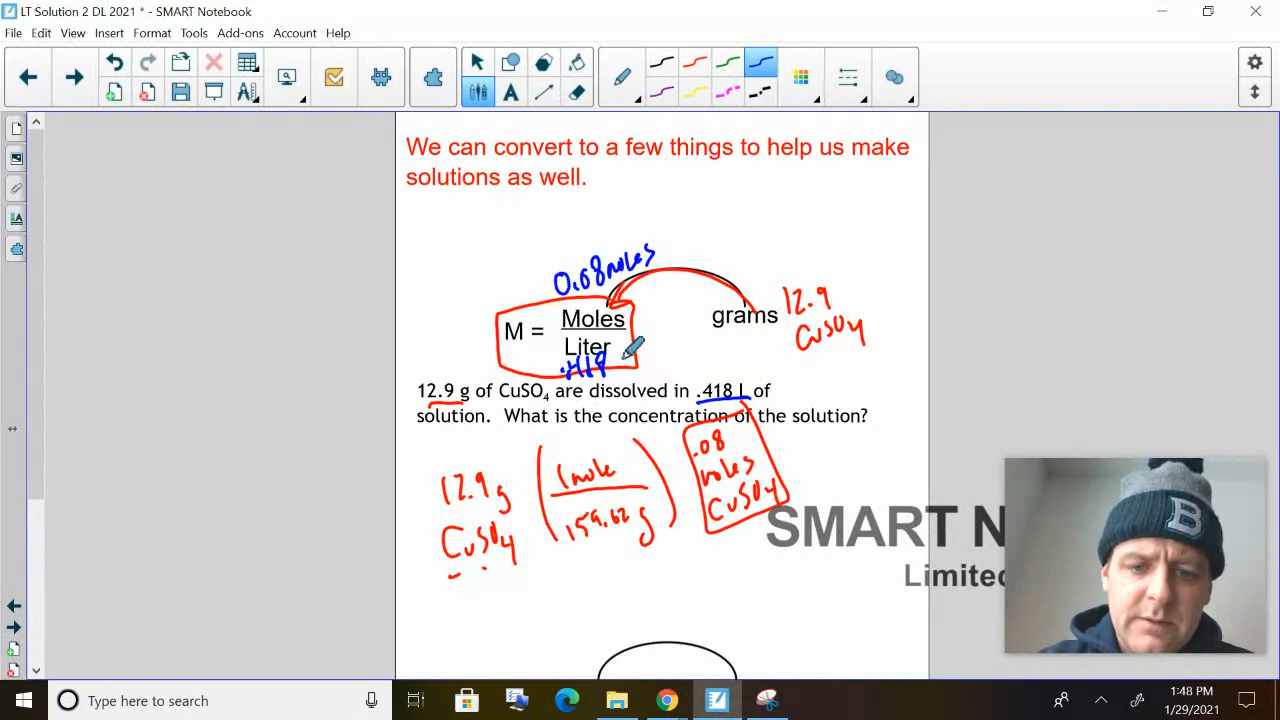 LT Solution 2 DL 2021 * - SMART Notebook
File Edit View Insert Format Tools Add-ons Account Help
We can convert to a few things to help us make
solutions as well.
0.08 moles
M = Moles
Liter
.418
grams
12.9
CuSO4
12.9 g of CuSO4 are dissolved in .418 L of
solution. What is the concentration of the solution?
12.9 g
CuSO4
1 mole
159.62 g
.08
moles
CuSO4
SMART N
Limited
B
Type here to search
1:48 PM
1/29/2021